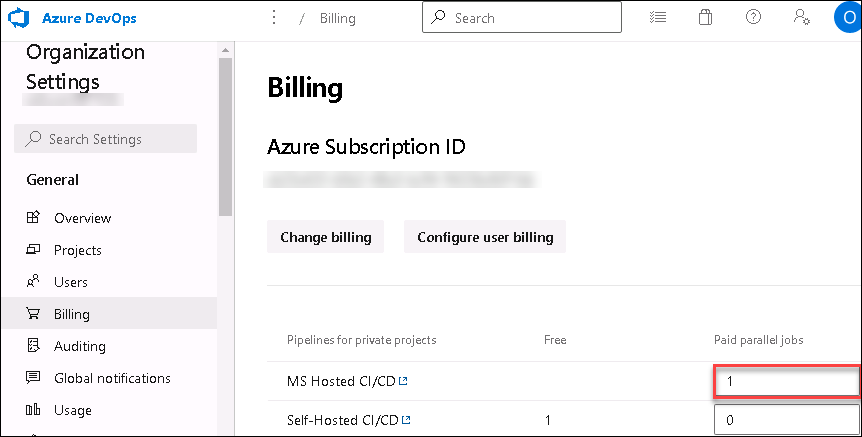 Azure DevOps
⋮ / Billing
Search
O
Organization
Settings
Search Settings
General
Overview
Projects
Users
Billing
Auditing
Global notifications
Usage
Billing
Azure Subscription ID
Change billing
Configure user billing
Pipelines for private projects Free Paid parallel jobs
MS Hosted CI/CD 1
Self-Hosted CI/CD 1 0